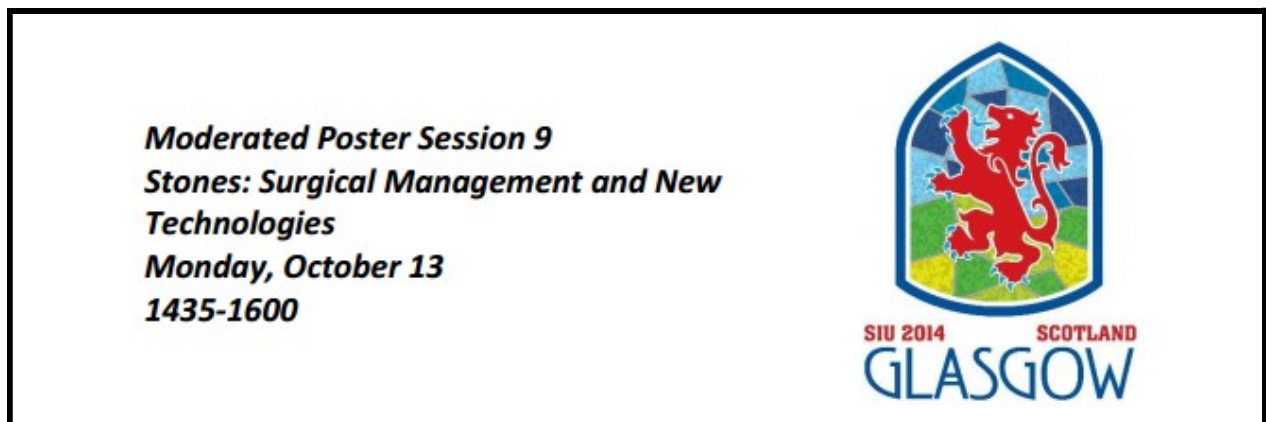 Moderated Poster Session 9
Stones: Surgical Management and New
Technologies
Monday, October 13
1435-1600
SIU 2014 SCOTLAND
GLASGOW